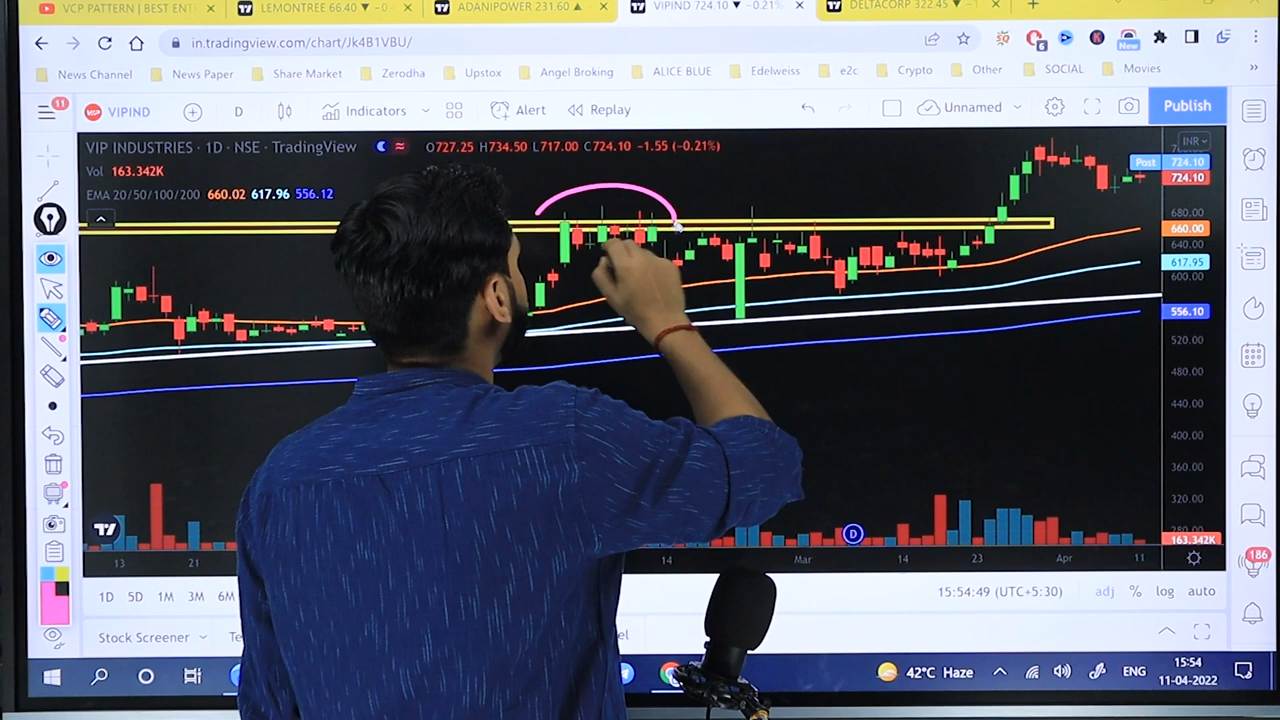 VCP PATTERN | BEST ENT
LEMONTREE 66.40 ▼
ADANIPOWER 231.60 ▲
VIPIND 724.10 ▼ −0.21%
DELTACORP 322.45 ▼
in.tradingview.com/chart/Jk4B1VBU/
SQ
6
K
New
News Channel
News Paper
Share Market
Zerodha
Upstox
Angel Broking
ALICE BLUE
Edelweiss
e2c
Crypto
Other
SOCIAL
Movies
»
11
VIP
VIPIND
D
Indicators
Alert
Replay
Unnamed
Publish
VIP INDUSTRIES · 1D · NSE · TradingView
O727.25 H734.50 L717.00 C724.10 −1.55 (−0.21%)
INR
Vol 163.342K
Post 724.10
724.10
EMA 20/50/100/200 660.02 617.96 556.12
680.00
660.00
640.00
617.95
600.00
556.10
520.00
480.00
440.00
400.00
360.00
320.00
280.00
163.342K
D
13
21
14
Mar
14
23
Apr
11
186
1D 5D 1M 3M 6M
15:54:49 (UTC+5:30)
adj % log auto
Stock Screener
42°C Haze
ENG
15:54
11-04-2022